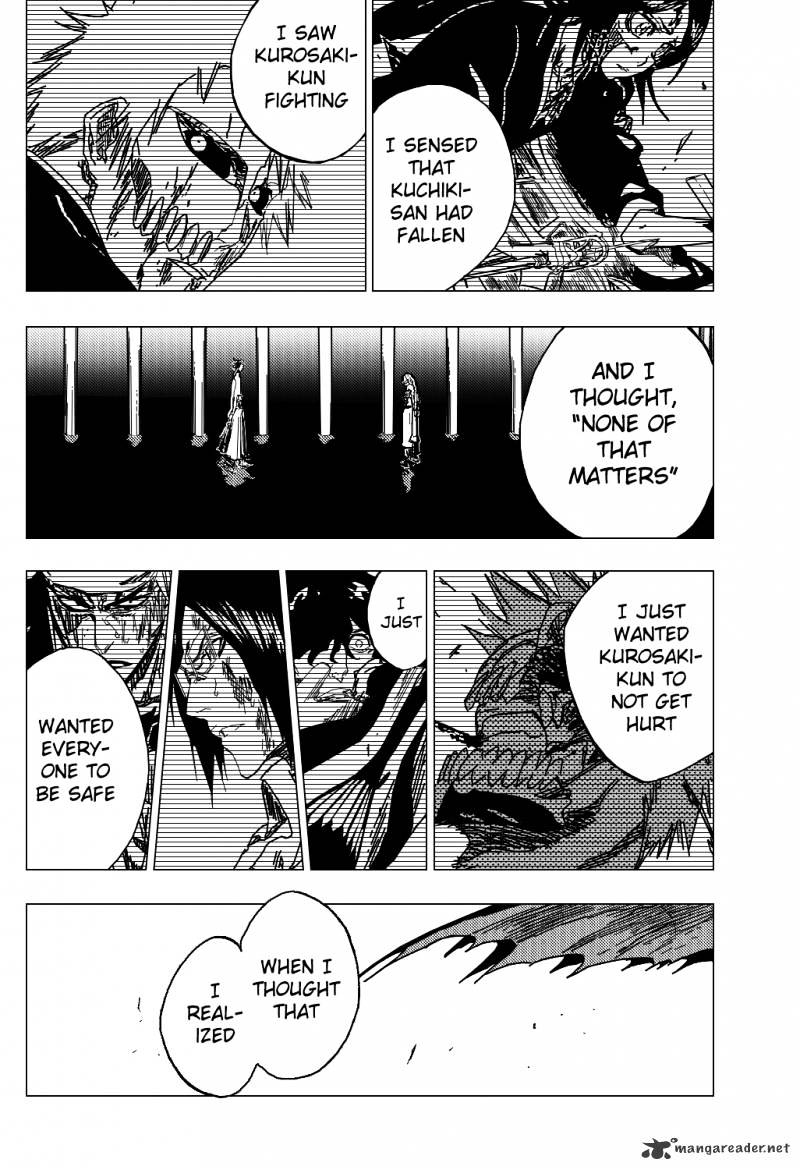 I SENSED
THAT
KUCHIKI-
SAN HAD
FALLEN
I SAW
KUROSAKI-
KUN
FIGHTING
AND I
THOUGHT,
"NONE OF
THAT
MATTERS"
I JUST
WANTED
KUROSAKI-
KUN TO
NOT GET
HURT
I
JUST
WANTED
EVERY-
ONE TO
BE SAFE
WHEN I
THOUGHT
THAT
I
REAL-
IZED
mangareader.net